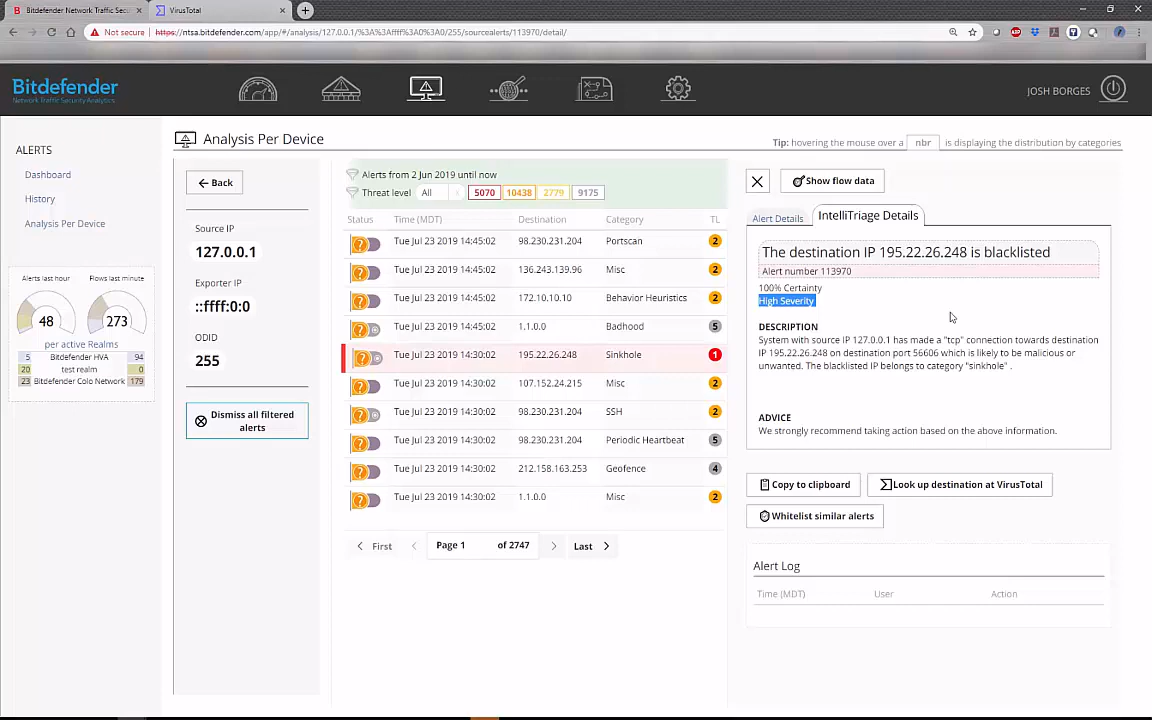 Bitdefender Network Traffic Sec
VirusTotal
Not secure
https://ntsa.bitdefender.com/app/#/analysis/127.0.0.1/%3A%3Affff%3A0%3A0/255/sourcealerts/113970/detail/
Bitdefender
Network Traffic Security Analytics
JOSH BORGES
ALERTS
Dashboard
History
Analysis Per Device
Alerts last hour
Flows last minute
48
273
per active Realms
5 Bitdefender HVA 94
20 test realm 0
23 Bitdefender Colo Network 179
Analysis Per Device
Tip: hovering the mouse over a nbr is displaying the distribution by categories
Back
Source IP
127.0.0.1
Exporter IP
::ffff:0:0
ODID
255
Dismiss all filtered
alerts
Alerts from 2 Jun 2019 until now
Threat level All 5070 10438 2779 9175
Status Time (MDT) Destination Category TL
Tue Jul 23 2019 14:45:02 98.230.231.204 Portscan 2
Tue Jul 23 2019 14:45:02 136.243.139.96 Misc 2
Tue Jul 23 2019 14:45:02 172.10.10.10 Behavior Heuristics 2
Tue Jul 23 2019 14:45:02 1.1.0.0 Badhood 5
Tue Jul 23 2019 14:30:02 195.22.26.248 Sinkhole 1
Tue Jul 23 2019 14:30:02 107.152.24.215 Misc 2
Tue Jul 23 2019 14:30:02 98.230.231.204 SSH 2
Tue Jul 23 2019 14:30:02 98.230.231.204 Periodic Heartbeat 5
Tue Jul 23 2019 14:30:02 212.158.163.253 Geofence 4
Tue Jul 23 2019 14:30:02 1.1.0.0 Misc 2
First Page 1 of 2747 Last
Show flow data
Alert Details
IntelliTriage Details
The destination IP 195.22.26.248 is blacklisted
Alert number 113970
100% Certainty
High Severity
DESCRIPTION
System with source IP 127.0.0.1 has made a "tcp" connection towards destination
IP 195.22.26.248 on destination port 56606 which is likely to be malicious or
unwanted. The blacklisted IP belongs to category "sinkhole" .
ADVICE
We strongly recommend taking action based on the above information.
Copy to clipboard
Look up destination at VirusTotal
Whitelist similar alerts
Alert Log
Time (MDT) User Action